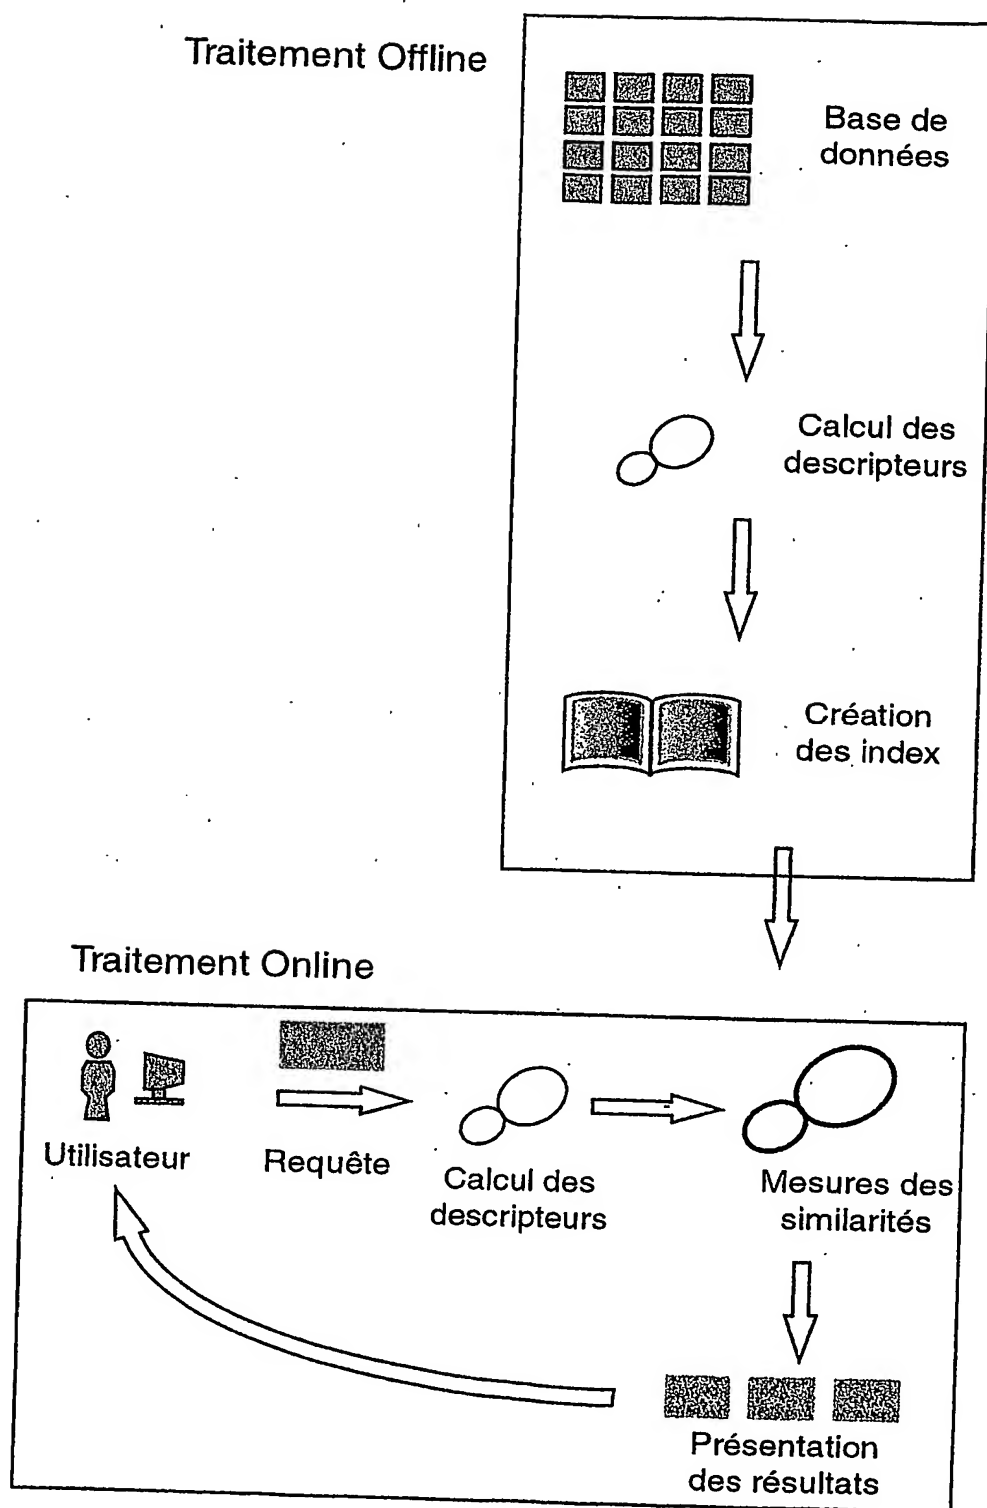 Traitement Offline
Base de
données
Calcul des
descripteurs
Création
des index
Traitement Online
Utilisateur
Requête
Calcul des
descripteurs
Mesures des
similarités
Présentation
des résultats